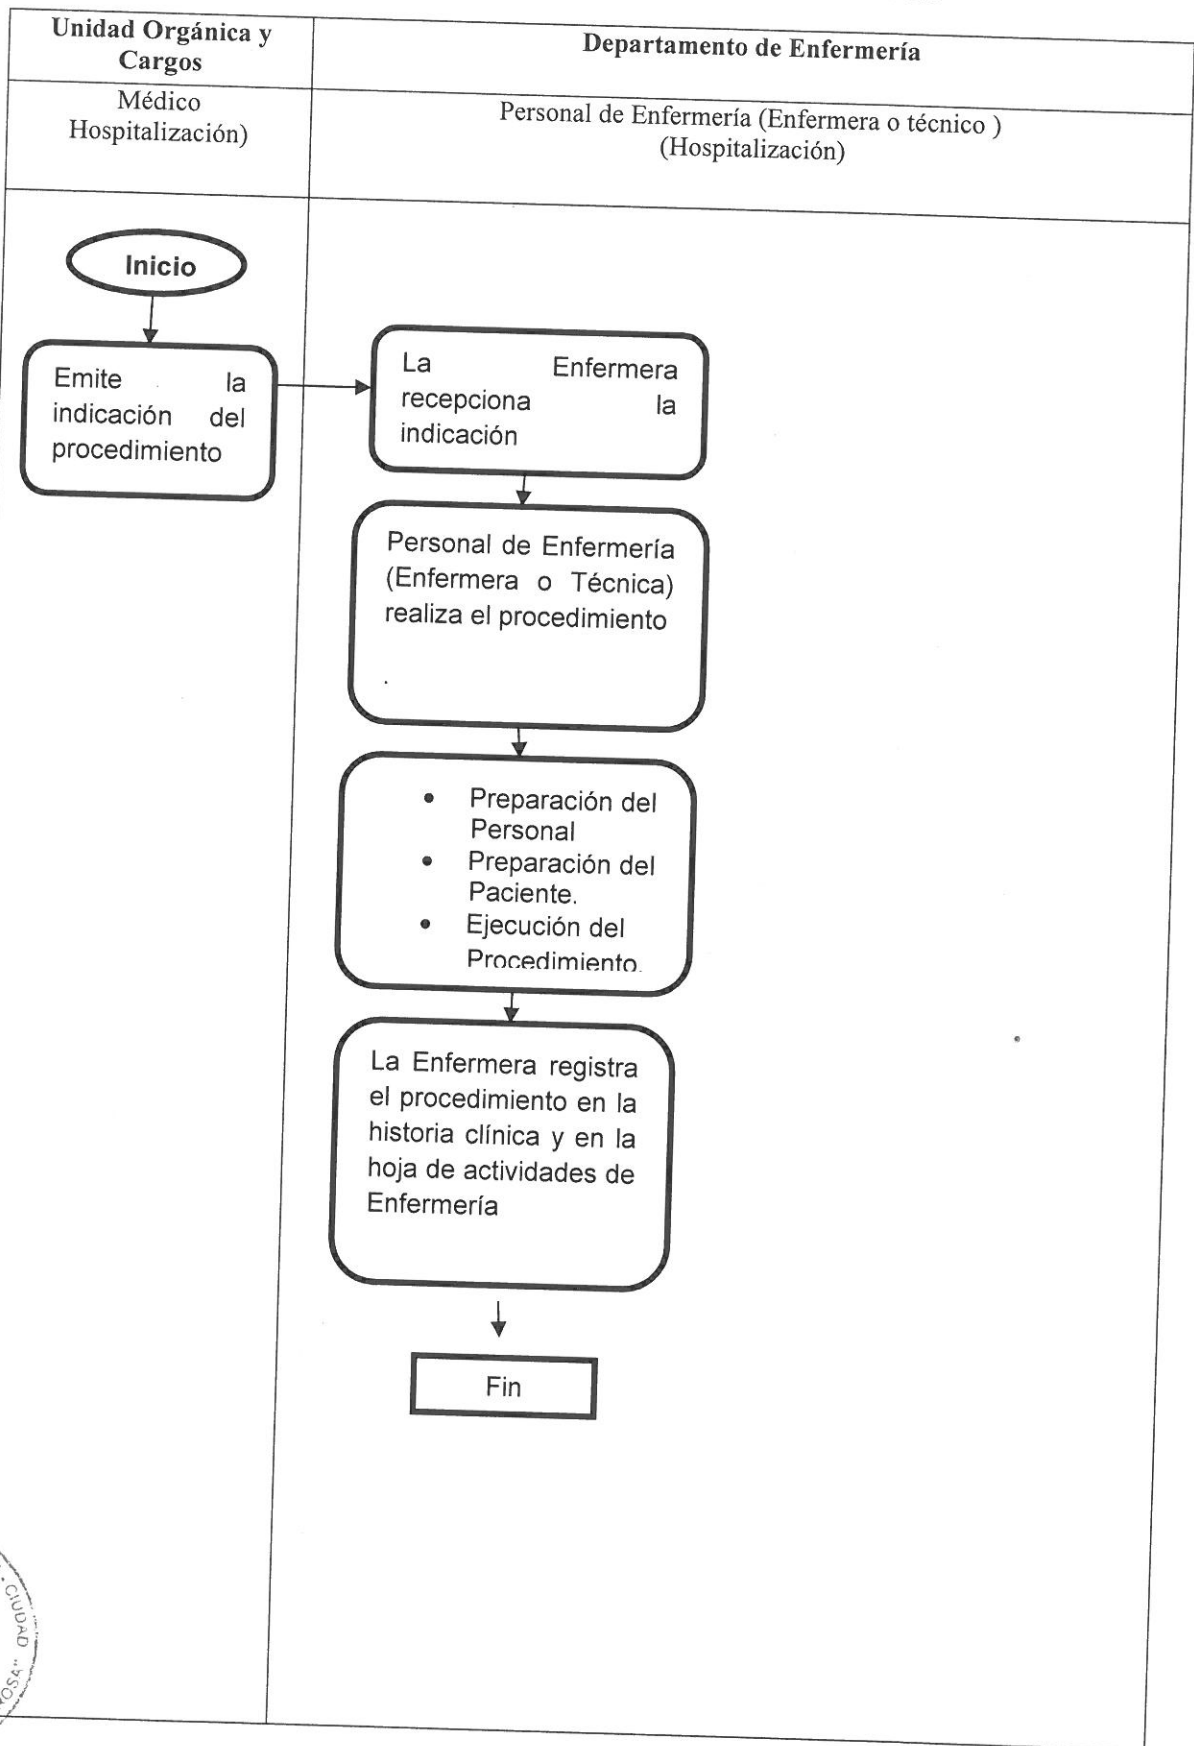 Unidad Orgánica y
Cargos
Departamento de Enfermería
Médico
Hospitalización)
Personal de Enfermería (Enfermera o técnico )
(Hospitalización)
Inicio
Emite la
indicación del
procedimiento
La Enfermera
recepciona la
indicación
Personal de Enfermería
(Enfermera o Técnica)
realiza el procedimiento
.
• Preparación del
Personal
• Preparación del
Paciente.
• Ejecución del
Procedimiento.
La Enfermera registra
el procedimiento en la
historia clínica y en la
hoja de actividades de
Enfermería
Fin
CIUDAD